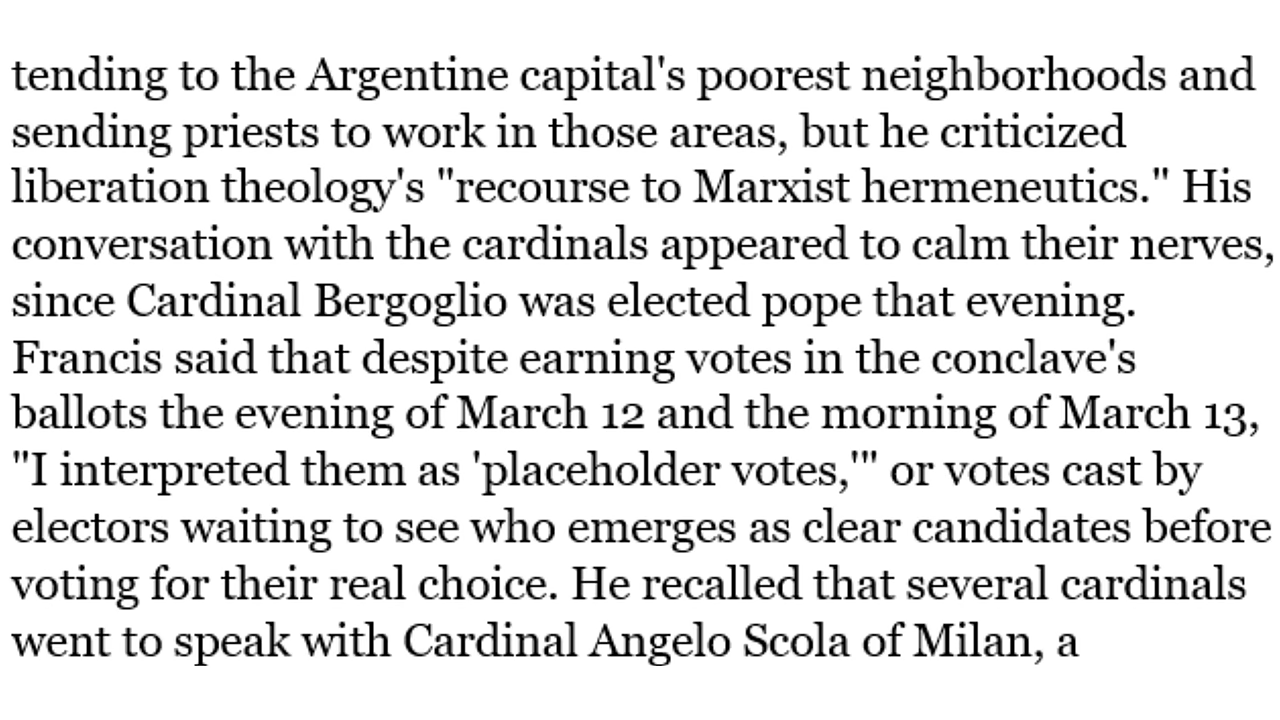 tending to the Argentine capital's poorest neighborhoods and
sending priests to work in those areas, but he criticized
liberation theology's "recourse to Marxist hermeneutics." His
conversation with the cardinals appeared to calm their nerves,
since Cardinal Bergoglio was elected pope that evening.
Francis said that despite earning votes in the conclave's
ballots the evening of March 12 and the morning of March 13,
"I interpreted them as 'placeholder votes,'" or votes cast by
electors waiting to see who emerges as clear candidates before
voting for their real choice. He recalled that several cardinals
went to speak with Cardinal Angelo Scola of Milan, a